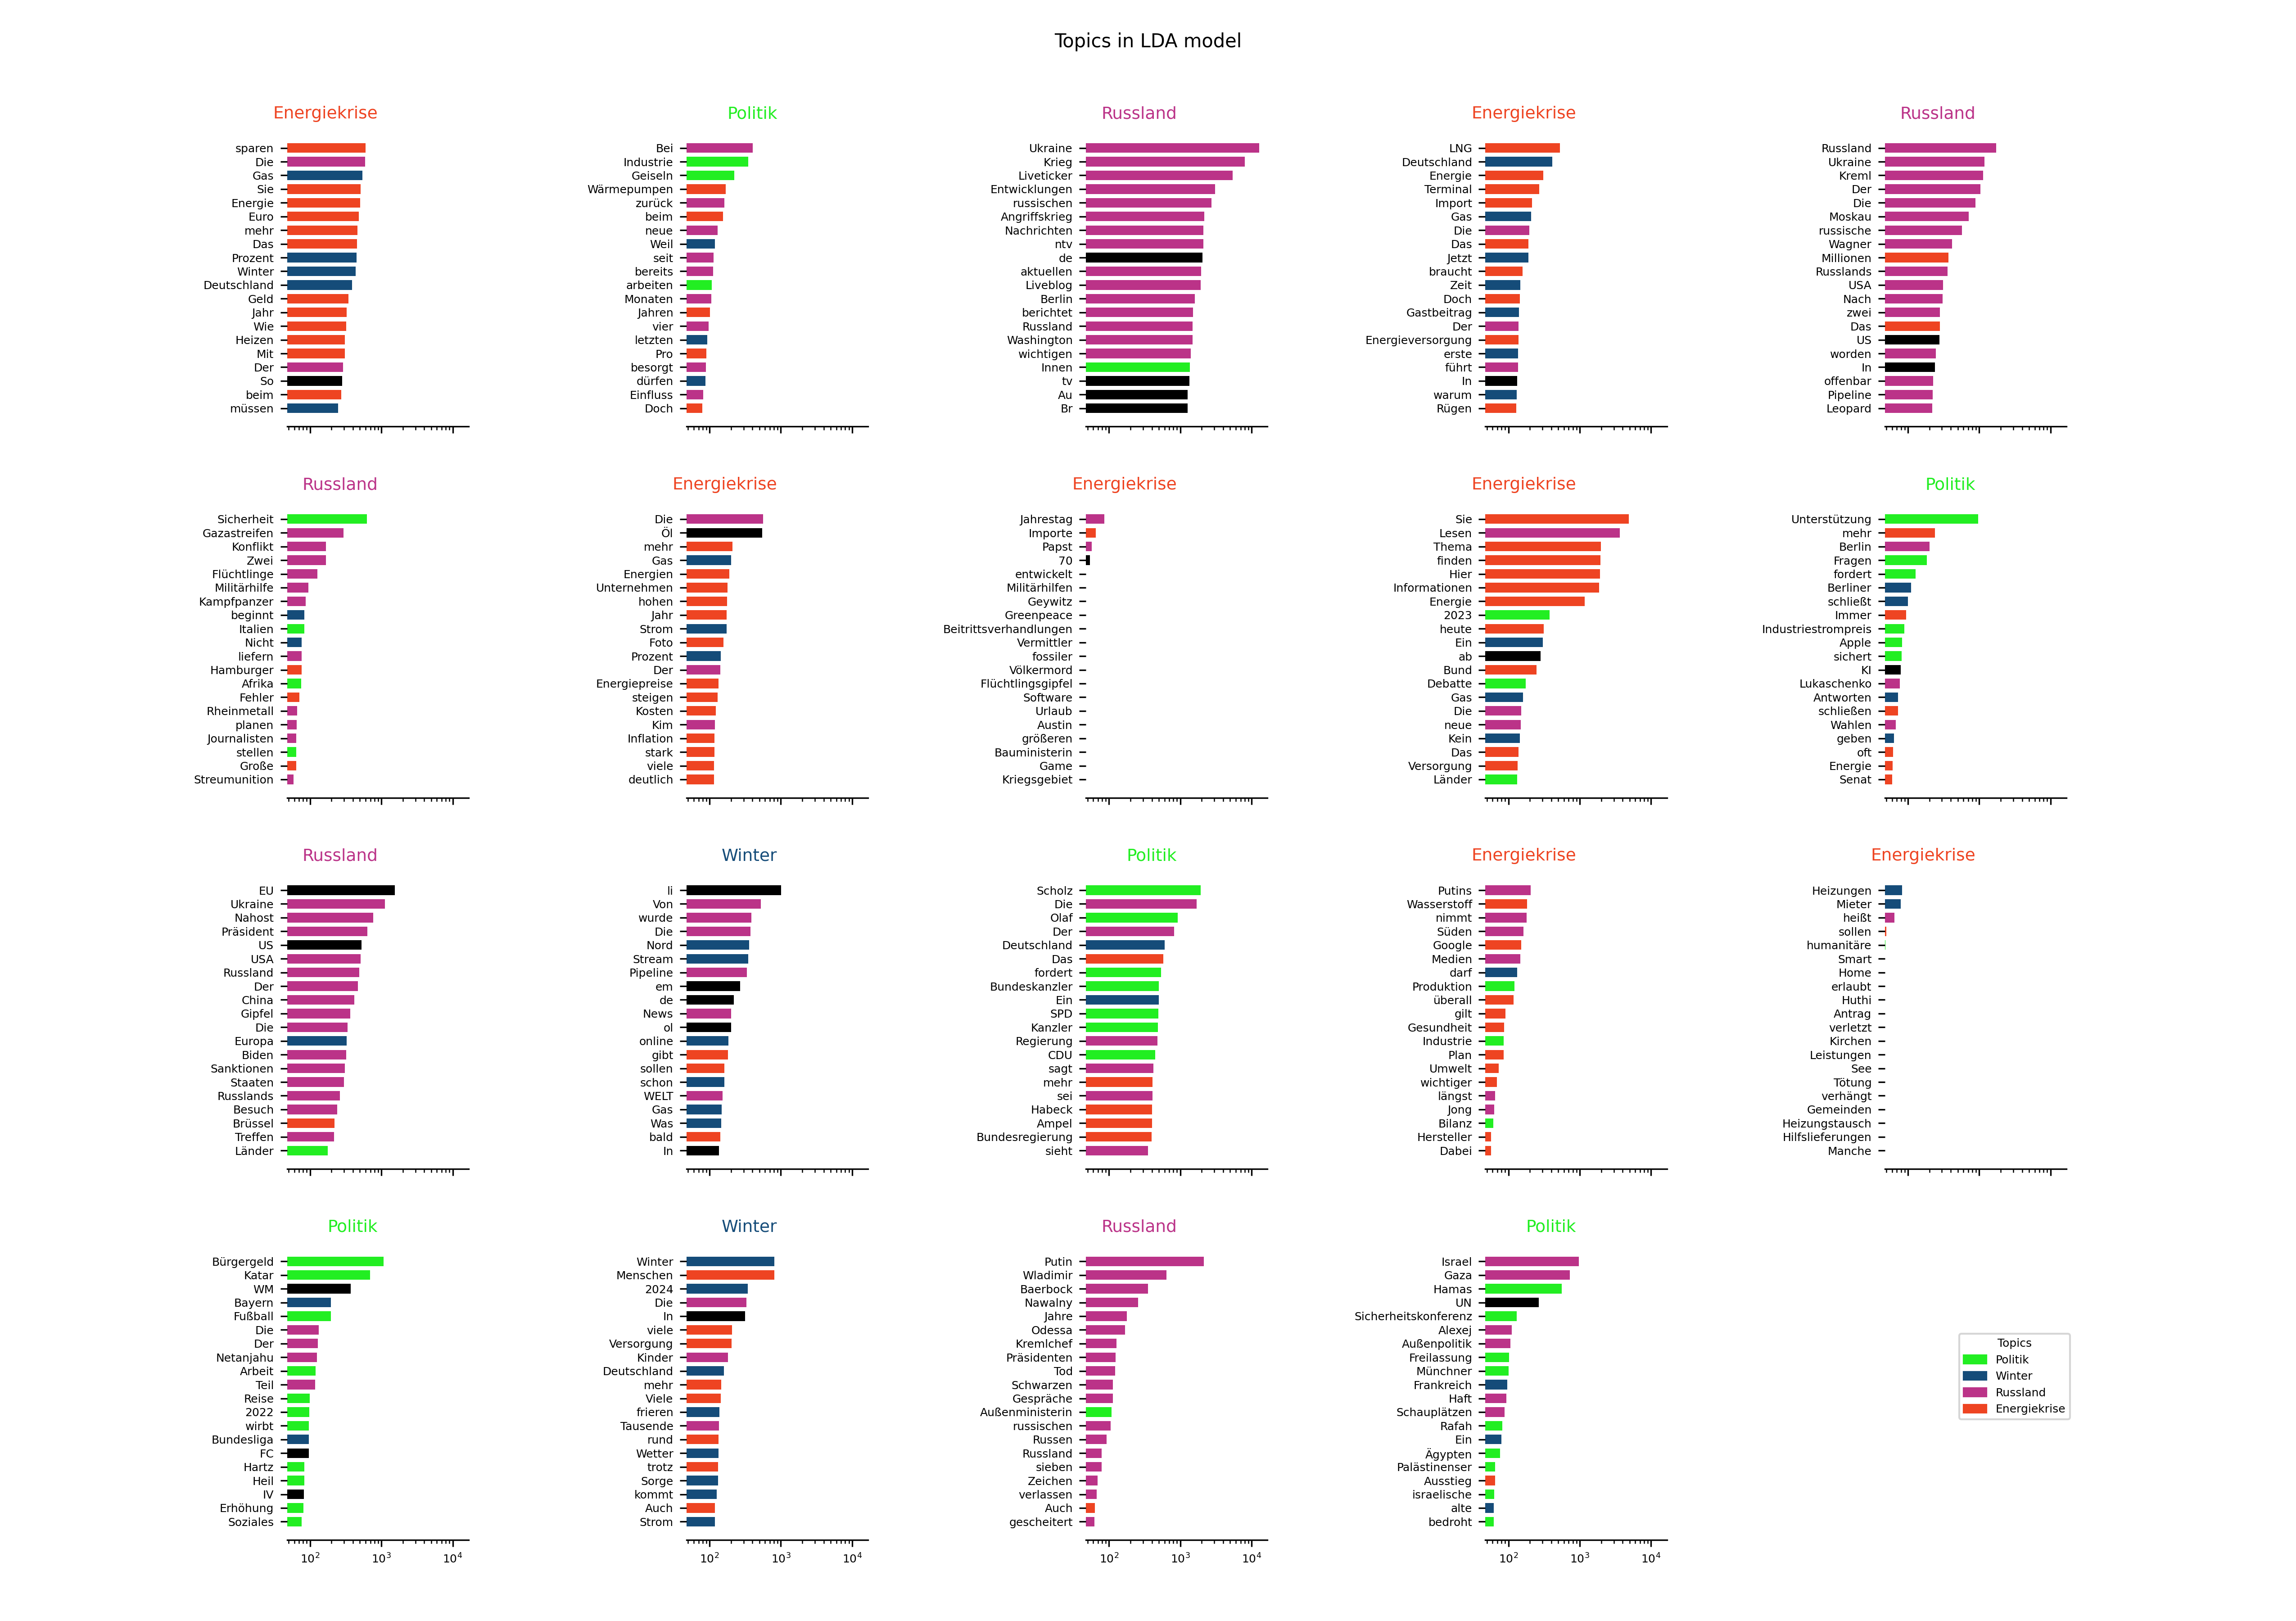 Topics in LDA model
Energiekrise
sparen
Die
Gas
Sie
Energie
Euro
mehr
Das
Prozent
Winter
Deutschland
Geld
Jahr
Wie
Heizen
Mit
Der
So
beim
müssen
Politik
Bei
Industrie
Geiseln
Wärmepumpen
zurück
beim
neue
Weil
seit
bereits
arbeiten
Monaten
Jahren
vier
letzten
Pro
besorgt
dürfen
Einfluss
Doch
Russland
Ukraine
Krieg
Liveticker
Entwicklungen
russischen
Angriffskrieg
Nachrichten
ntv
de
aktuellen
Liveblog
Berlin
berichtet
Russland
Washington
wichtigen
Innen
tv
Au
Br
Energiekrise
LNG
Deutschland
Energie
Terminal
Import
Gas
Die
Das
Jetzt
braucht
Zeit
Doch
Gastbeitrag
Der
Energieversorgung
erste
führt
In
warum
Rügen
Russland
Russland
Ukraine
Kreml
Der
Die
Moskau
russische
Wagner
Millionen
Russlands
USA
Nach
zwei
Das
US
worden
In
offenbar
Pipeline
Leopard
Russland
Sicherheit
Gazastreifen
Konflikt
Zwei
Flüchtlinge
Militärhilfe
Kampfpanzer
beginnt
Italien
Nicht
liefern
Hamburger
Afrika
Fehler
Rheinmetall
planen
Journalisten
stellen
Große
Streumunition
Energiekrise
Die
Öl
mehr
Gas
Energien
Unternehmen
hohen
Jahr
Strom
Foto
Prozent
Der
Energiepreise
steigen
Kosten
Kim
Inflation
stark
viele
deutlich
Energiekrise
Jahrestag
Importe
Papst
70
entwickelt
Militärhilfen
Geywitz
Greenpeace
Beitrittsverhandlungen
Vermittler
fossiler
Völkermord
Flüchtlingsgipfel
Software
Urlaub
Austin
größeren
Bauministerin
Game
Kriegsgebiet
Energiekrise
Sie
Lesen
Thema
finden
Hier
Informationen
Energie
2023
heute
Ein
ab
Bund
Debatte
Gas
Die
neue
Kein
Das
Versorgung
Länder
Politik
Unterstützung
mehr
Berlin
Fragen
fordert
Berliner
schließt
Immer
Industriestrompreis
Apple
sichert
KI
Lukaschenko
Antworten
schließen
Wahlen
geben
oft
Energie
Senat
Russland
EU
Ukraine
Nahost
Präsident
US
USA
Russland
Der
China
Gipfel
Die
Europa
Biden
Sanktionen
Staaten
Russlands
Besuch
Brüssel
Treffen
Länder
Winter
li
Von
wurde
Die
Nord
Stream
Pipeline
em
de
News
ol
online
gibt
sollen
schon
WELT
Gas
Was
bald
In
Politik
Scholz
Die
Olaf
Der
Deutschland
Das
fordert
Bundeskanzler
Ein
SPD
Kanzler
Regierung
CDU
sagt
mehr
sei
Habeck
Ampel
Bundesregierung
sieht
Energiekrise
Putins
Wasserstoff
nimmt
Süden
Google
Medien
darf
Produktion
überall
gilt
Gesundheit
Industrie
Plan
Umwelt
wichtiger
längst
Jong
Bilanz
Hersteller
Dabei
Energiekrise
Heizungen
Mieter
heißt
sollen
humanitäre
Smart
Home
erlaubt
Huthi
Antrag
verletzt
Kirchen
Leistungen
See
Tötung
verhängt
Gemeinden
Heizungstausch
Hilfslieferungen
Manche
Politik
Bürgergeld
Katar
WM
Bayern
Fußball
Die
Der
Netanjahu
Arbeit
Teil
Reise
2022
wirbt
Bundesliga
FC
Hartz
Heil
IV
Erhöhung
Soziales
10² 10³ 10⁴
Winter
Winter
Menschen
2024
Die
In
viele
Versorgung
Kinder
Deutschland
mehr
Viele
frieren
Tausende
rund
Wetter
trotz
Sorge
kommt
Auch
Strom
10² 10³ 10⁴
Russland
Putin
Wladimir
Baerbock
Nawalny
Jahre
Odessa
Kremlchef
Präsidenten
Tod
Schwarzen
Gespräche
Außenministerin
russischen
Russen
Russland
sieben
Zeichen
verlassen
Auch
gescheitert
10² 10³ 10⁴
Politik
Israel
Gaza
Hamas
UN
Sicherheitskonferenz
Alexej
Außenpolitik
Freilassung
Münchner
Frankreich
Haft
Schauplätzen
Rafah
Ein
Ägypten
Palästinenser
Ausstieg
israelische
alte
bedroht
10² 10³ 10⁴
Topics
Politik
Winter
Russland
Energiekrise